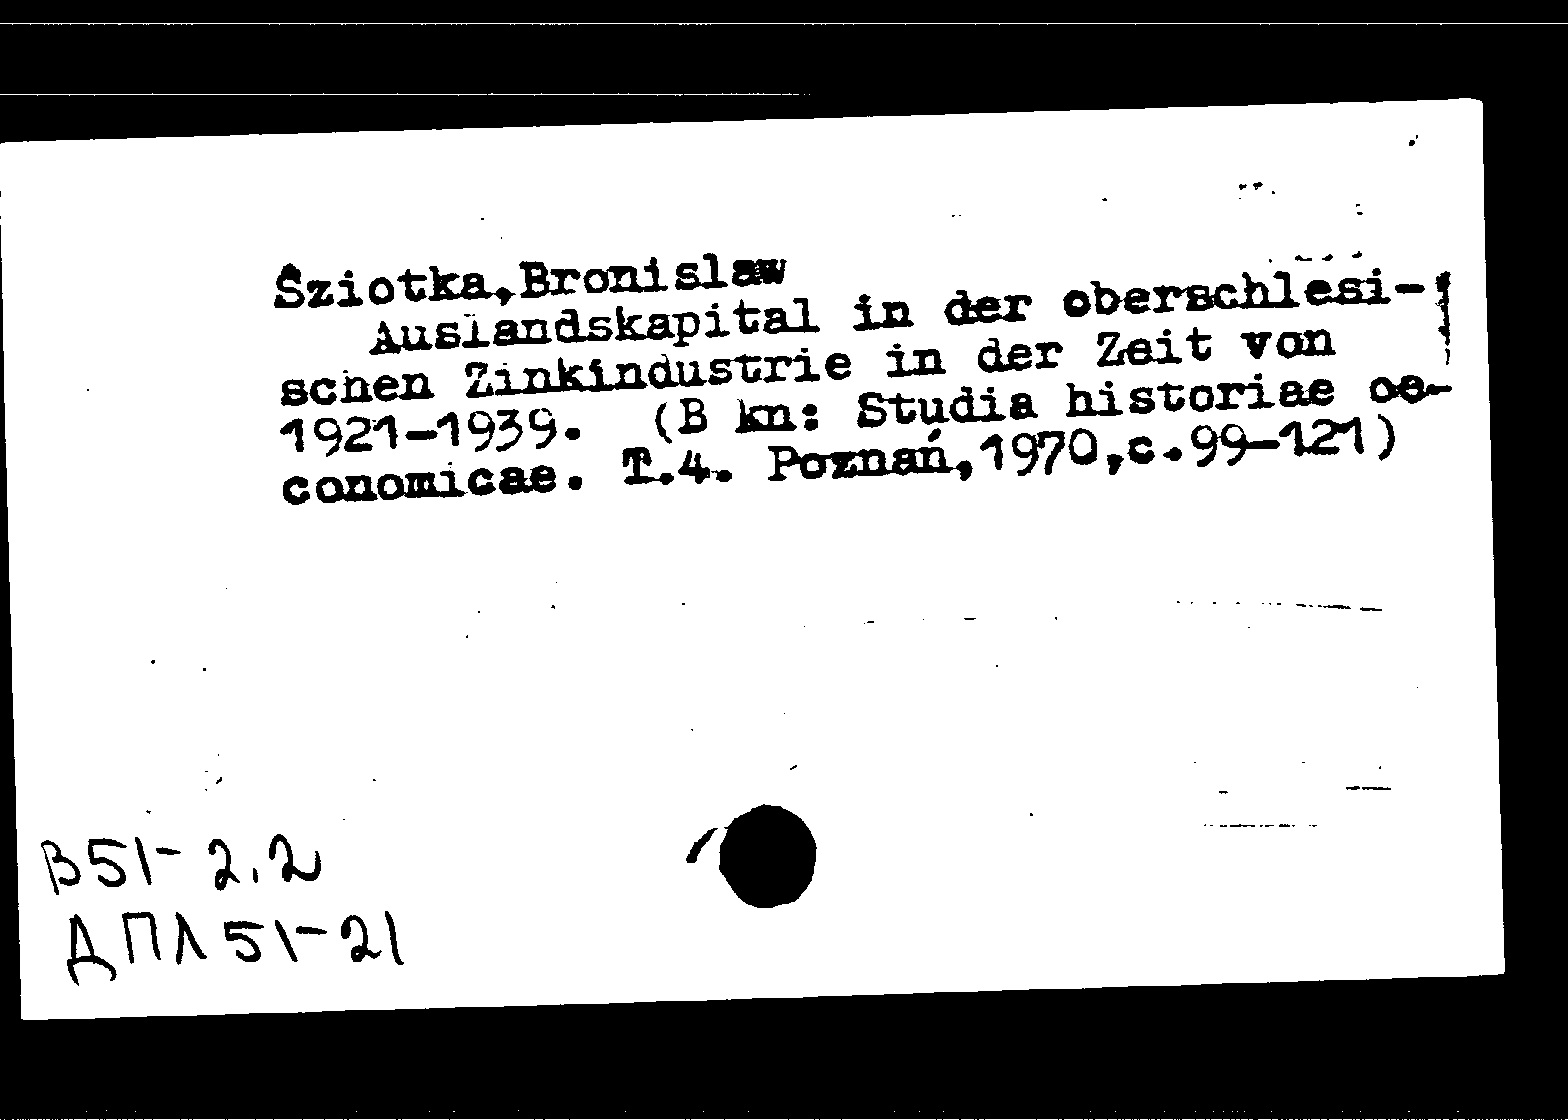 Sziotka,Bronislaw
Auslandskapital in der oberschlesi-
schen Zinkindustrie in der Zeit von
1921-1939. (В kn: Studia historiae oe-
conomicae. T.4. Poznań,1970,c.99-121)
В51-2.2
ДПЛ51-21